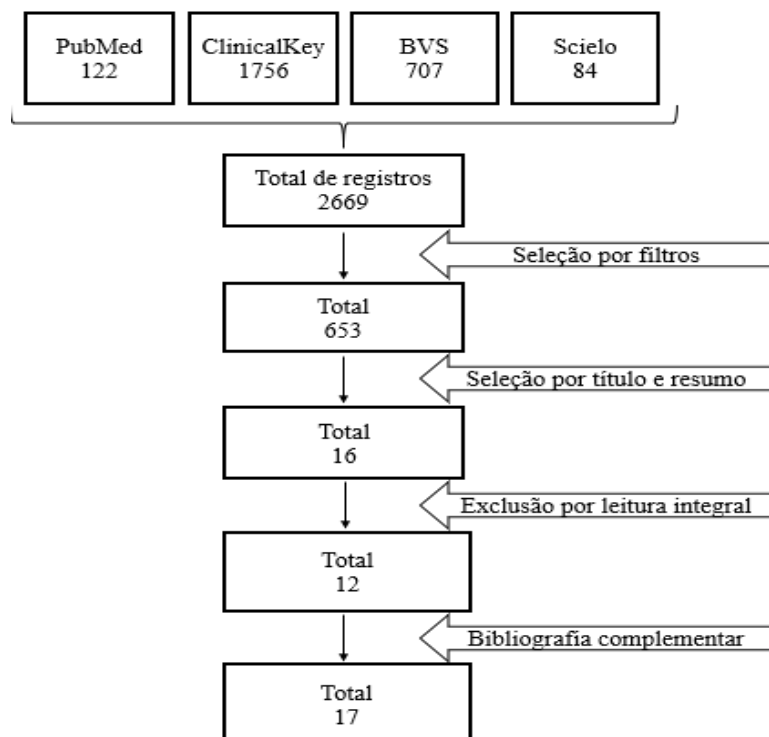 PubMed
122
ClinicalKey
1756
BVS
707
Scielo
84
Total de registros
2669
Seleção por filtros
Total
653
Seleção por título e resumo
Total
16
Exclusão por leitura integral
Total
12
Bibliografia complementar
Total
17